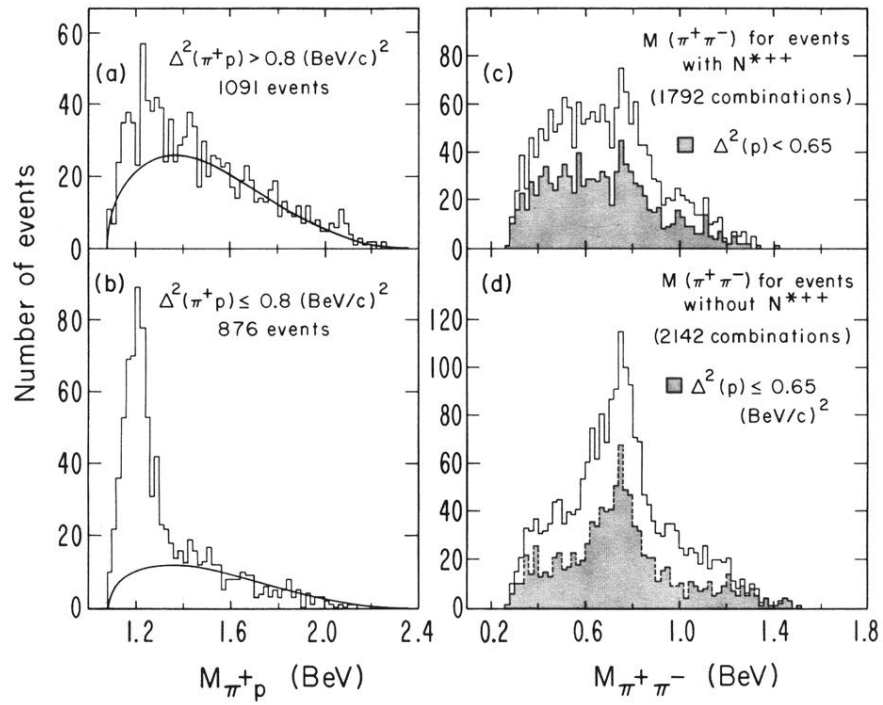 Number of events
(a)
Δ²(π⁺p) > 0.8 (BeV/c)²
1091 events
60
40
20
0
(b)
Δ²(π⁺p) ≤ 0.8 (BeV/c)²
876 events
80
60
40
20
0
1.2 1.6 2.0 2.4
M π⁺p (BeV)
(c)
M (π⁺π⁻) for events
with N*⁺⁺
(1792 combinations)
Δ²(p) < 0.65
100
80
60
40
20
0
(d)
M (π⁺π⁻) for events
without N*⁺⁺
(2142 combinations)
Δ²(p) ≤ 0.65
(BeV/c)²
120
100
80
60
40
20
0
0.2 0.6 1.0 1.4 1.8
M π⁺π⁻ (BeV)